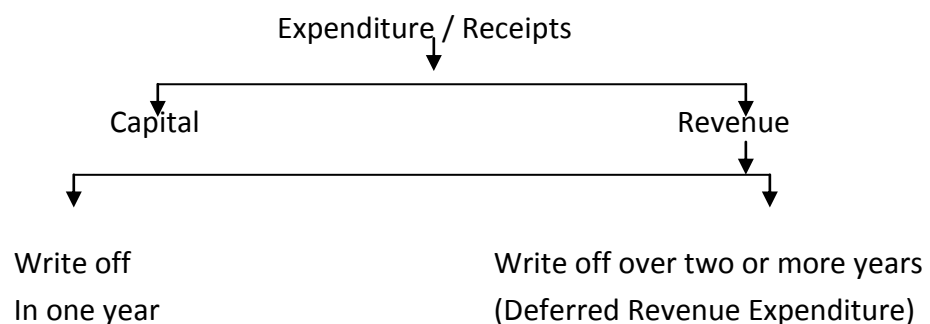 Expenditure / Receipts
Capital Revenue
Write off Write off over two or more years
In one year (Deferred Revenue Expenditure)